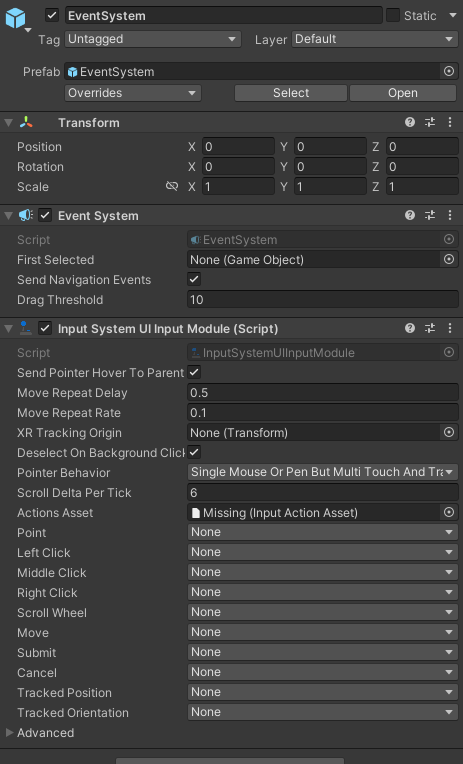 EventSystem Static
Tag Untagged Layer Default
Prefab EventSystem
Overrides Select Open
Transform
Position X 0 Y 0 Z 0
Rotation X 0 Y 0 Z 0
Scale X 1 Y 1 Z 1
Event System
Script EventSystem
First Selected None (Game Object)
Send Navigation Events
Drag Threshold 10
Input System UI Input Module (Script)
Script InputSystemUIInputModule
Send Pointer Hover To Parent
Move Repeat Delay 0.5
Move Repeat Rate 0.1
XR Tracking Origin None (Transform)
Deselect On Background Click
Pointer Behavior Single Mouse Or Pen But Multi Touch And Tra
Scroll Delta Per Tick 6
Actions Asset Missing (Input Action Asset)
Point None
Left Click None
Middle Click None
Right Click None
Scroll Wheel None
Move None
Submit None
Cancel None
Tracked Position None
Tracked Orientation None
Advanced